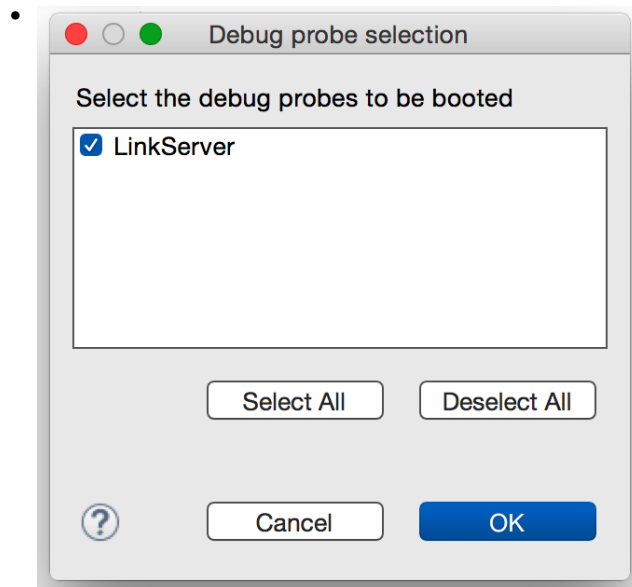 Debug probe selection
Select the debug probes to be booted
LinkServer
Select All Deselect All
? Cancel OK